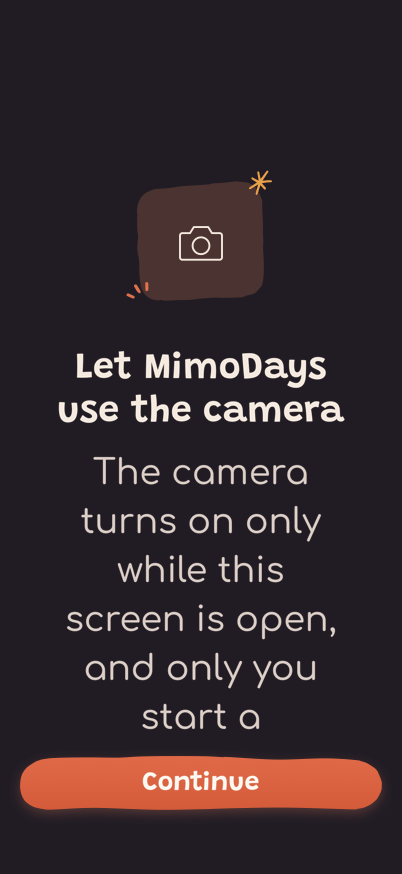 Let MimoDays
use the camera
The camera
turns on only
while this
screen is open,
and only you
start a
Continue